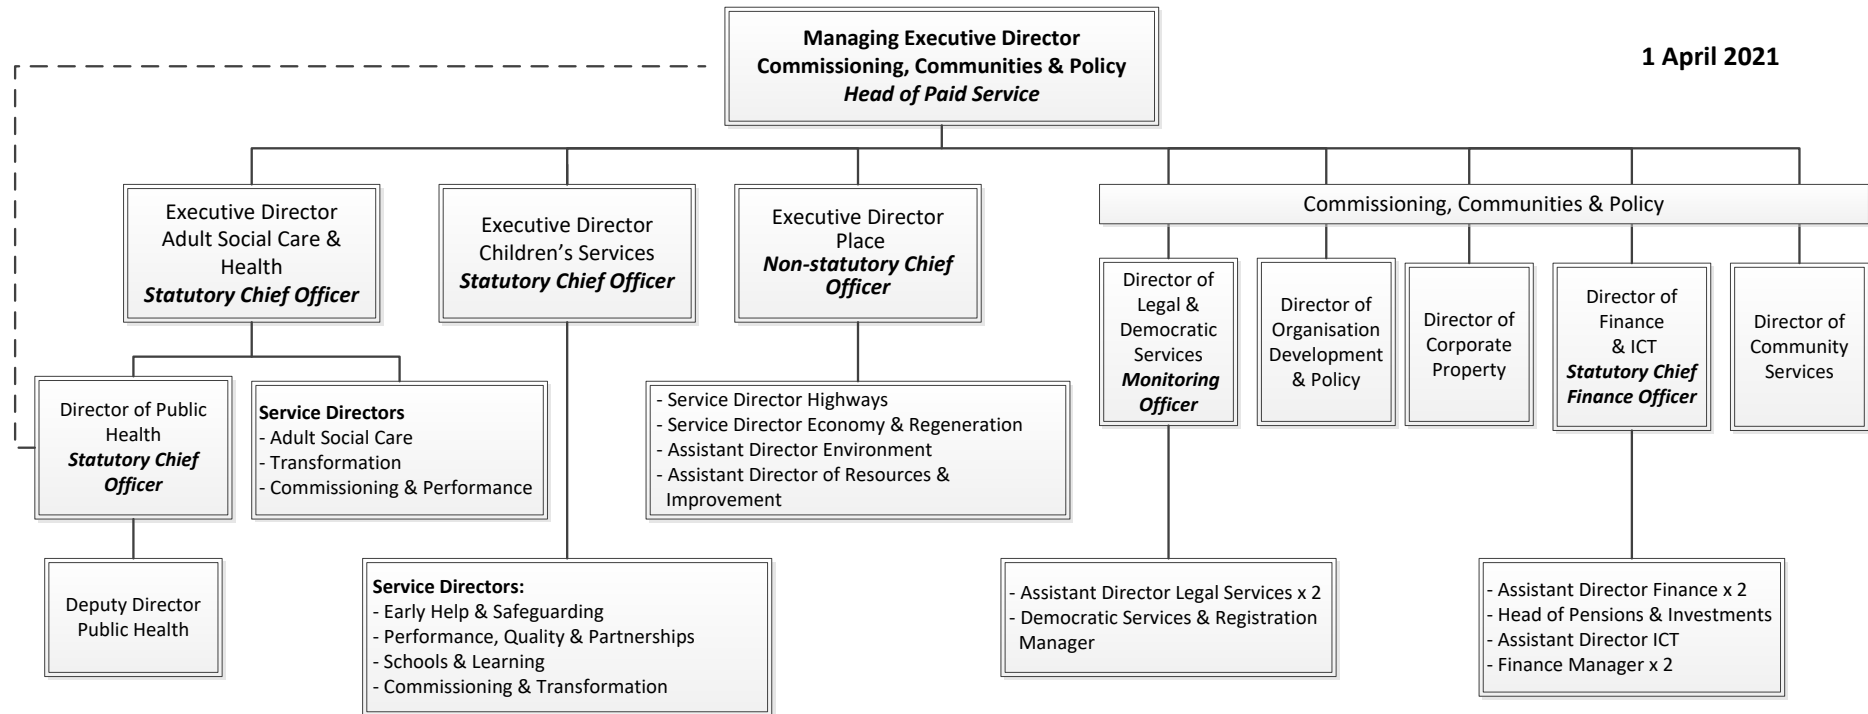 Managing Executive Director
Commissioning, Communities & Policy
Head of Paid Service
1 April 2021
Executive Director
Adult Social Care &
Health
Statutory Chief Officer
Executive Director
Children’s Services
Statutory Chief Officer
Executive Director
Place
Non-statutory Chief
Officer
Commissioning, Communities & Policy
Director of
Legal &
Democratic
Services
Monitoring
Officer
Director of
Organisation
Development
& Policy
Director of
Corporate
Property
Director of
Finance
& ICT
Statutory Chief
Finance Officer
Director of
Community
Services
Director of Public
Health
Statutory Chief
Officer
Service Directors
- Adult Social Care
- Transformation
- Commissioning & Performance
- Service Director Highways
- Service Director Economy & Regeneration
- Assistant Director Environment
- Assistant Director of Resources &
Improvement
Deputy Director
Public Health
Service Directors:
- Early Help & Safeguarding
- Performance, Quality & Partnerships
- Schools & Learning
- Commissioning & Transformation
- Assistant Director Legal Services x 2
- Democratic Services & Registration
Manager
- Assistant Director Finance x 2
- Head of Pensions & Investments
- Assistant Director ICT
- Finance Manager x 2